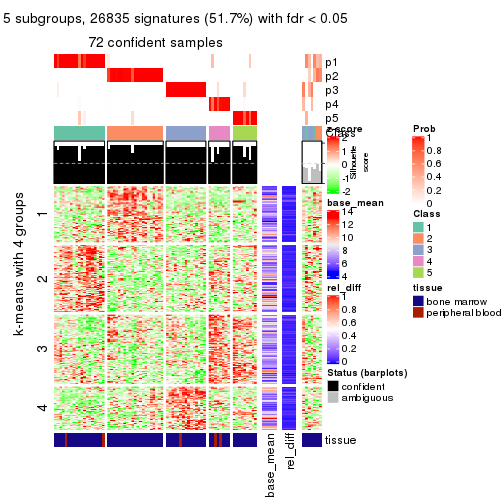 5 subgroups, 26835 signatures (51.7%) with fdr < 0.05
72 confident samples
p1
p2
p3
p4
p5
Class
Silhouette
score
k-means with 4 groups
1
2
3
4
base_mean
rel_diff
tissue
z-score
2
1
0
-1
-2
base_mean
14
12
10
8
6
4
rel_diff
1
0.8
0.6
0.4
0.2
0
Status (barplots)
confident
ambiguous
Prob
1
0.8
0.6
0.4
0.2
0
Class
1
2
3
4
5
tissue
bone marrow
peripheral blood